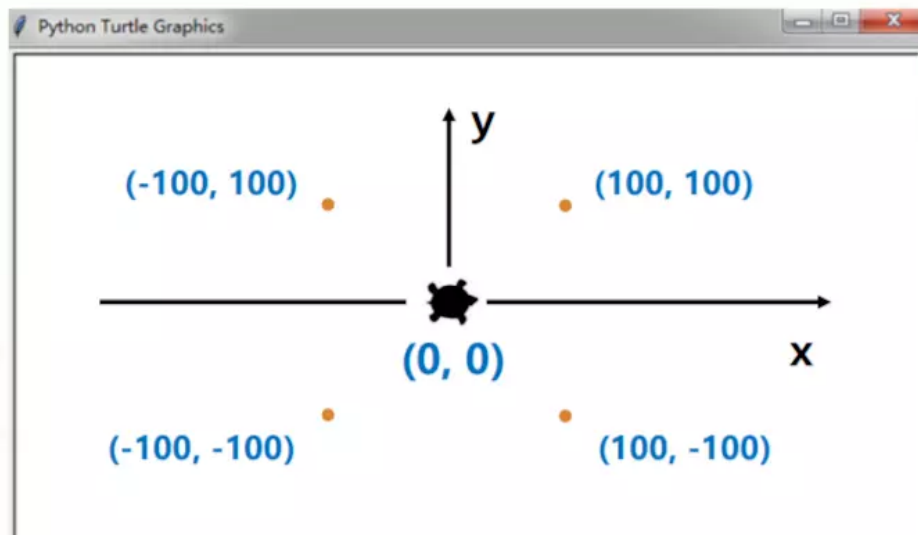 Python Turtle Graphics
y
(-100, 100)
(100, 100)
(0, 0)
x
(-100, -100)
(100, -100)